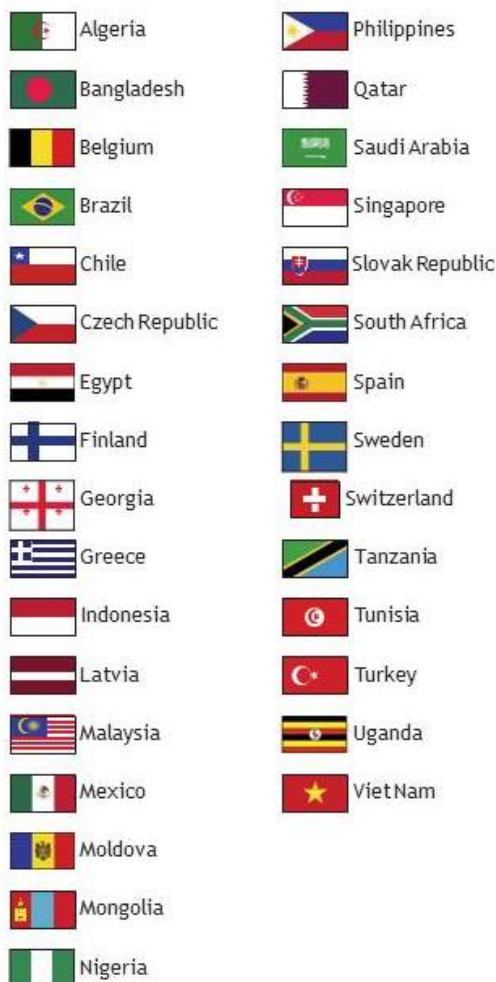 Algeria
Bangladesh
Belgium
Brazil
Chile
Czech Republic
Egypt
Finland
Georgia
Greece
Indonesia
Latvia
Malaysia
Mexico
Moldova
Mongolia
Nigeria
Philippines
Qatar
Saudi Arabia
Singapore
Slovak Republic
South Africa
Spain
Sweden
Switzerland
Tanzania
Tunisia
Turkey
Uganda
Viet Nam